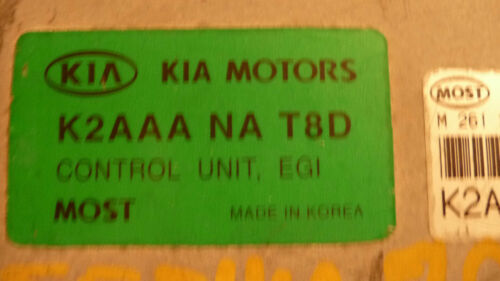 KIA KIA MOTORS
K2AAA NA T8D
CONTROL UNIT, EGI
MOST MADE IN KOREA
MOST
M 261
K2A